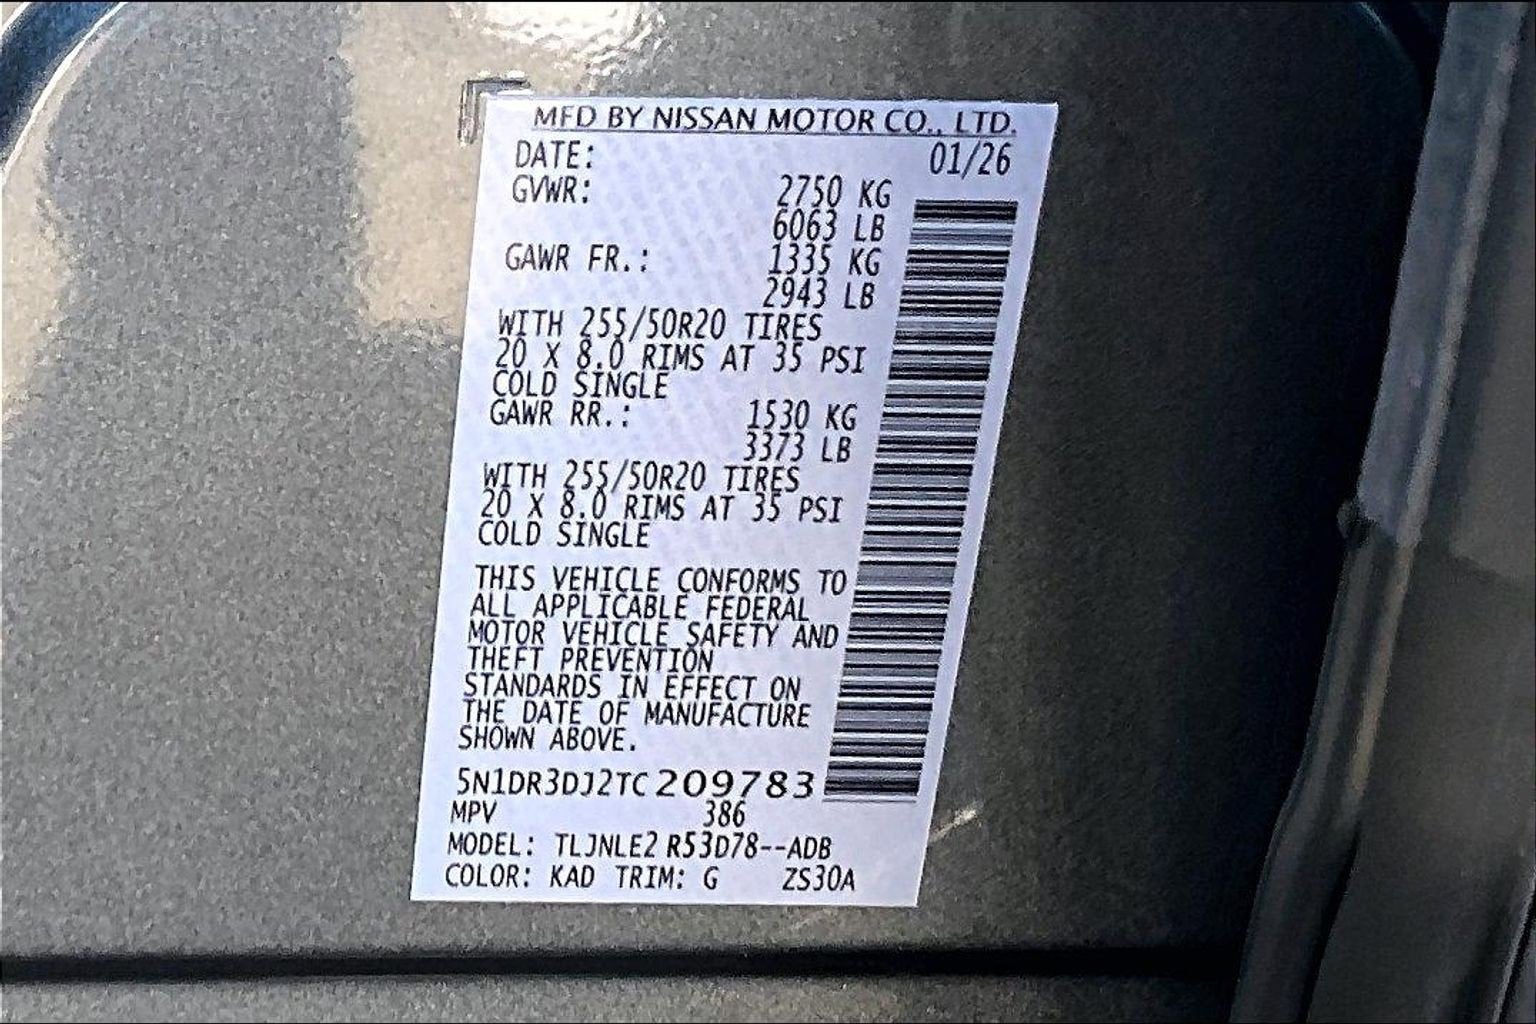 MFD BY NISSAN MOTOR CO., LTD.
DATE: 01/26
GVWR: 2750 KG
6063 LB
GAWR FR.: 1335 KG
2943 LB
WITH 255/50R20 TIRES
20 X 8.0 RIMS AT 35 PSI
COLD SINGLE
GAWR RR.: 1530 KG
3373 LB
WITH 255/50R20 TIRES
20 X 8.0 RIMS AT 35 PSI
COLD SINGLE
THIS VEHICLE CONFORMS TO
ALL APPLICABLE FEDERAL
MOTOR VEHICLE SAFETY AND
THEFT PREVENTION
STANDARDS IN EFFECT ON
THE DATE OF MANUFACTURE
SHOWN ABOVE.
5N1DR3DJ2TC209783
MPV 386
MODEL: TLJNLE2 R53D78--ADB
COLOR: KAD TRIM: G ZS30A